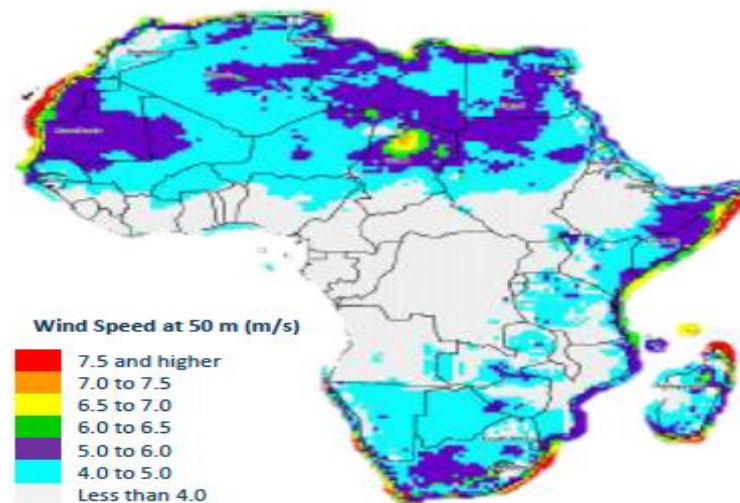 Wind Speed at 50 m (m/s)
7.5 and higher
7.0 to 7.5
6.5 to 7.0
6.0 to 6.5
5.0 to 6.0
4.0 to 5.0
Less than 4.0